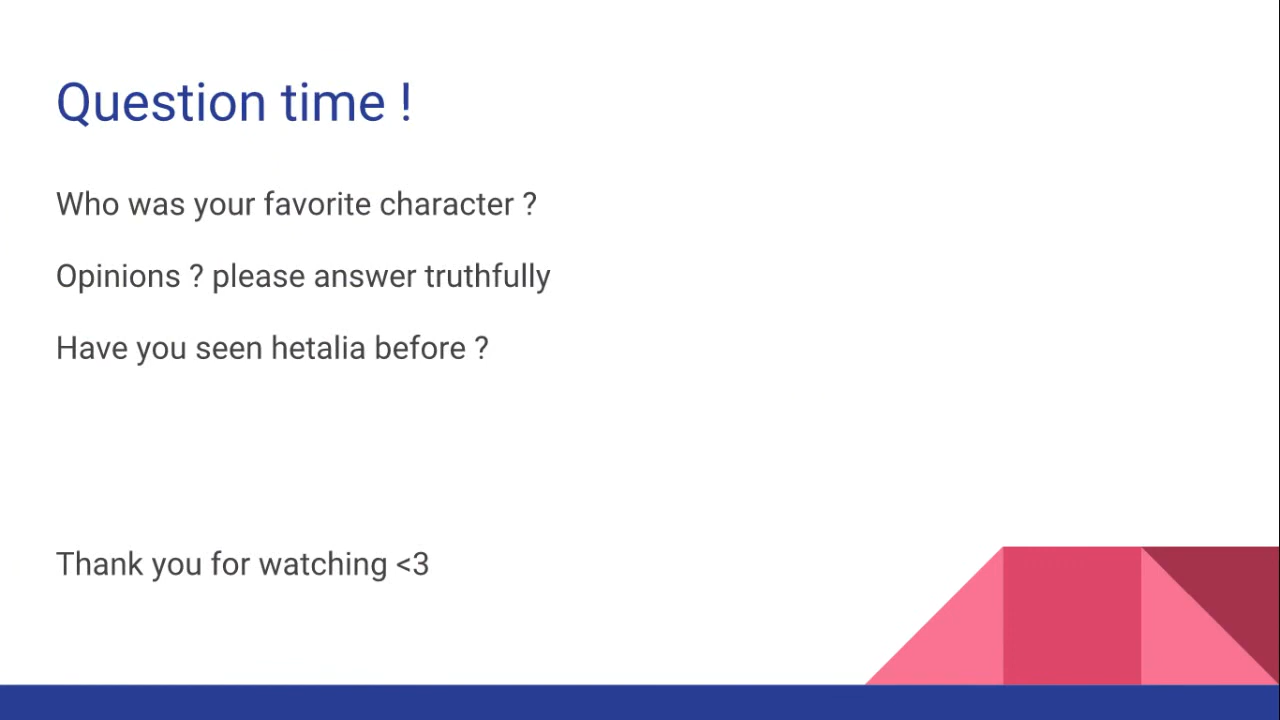 Question time !
Who was your favorite character ?
Opinions ? please answer truthfully
Have you seen hetalia before ?
Thank you for watching <3